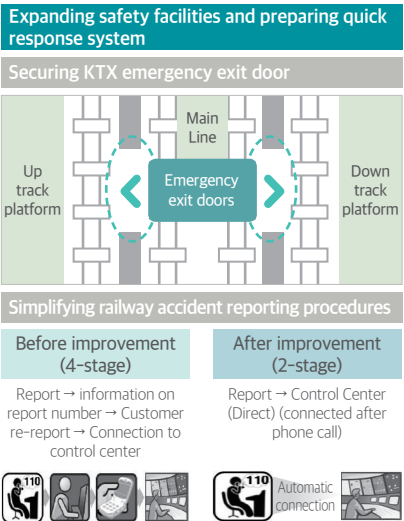 Expanding safety facilities and preparing quick
response system
Securing KTX emergency exit door
Up
track
platform
Main
Line
Emergency
exit doors
Down
track
platform
Simplifying railway accident reporting procedures
Before improvement
(4-stage)
Report → information on
report number → Customer
re-report → Connection to
control center
110
After improvement
(2-stage)
Report → Control Center
(Direct) (connected after
phone call)
110
Automatic
connection